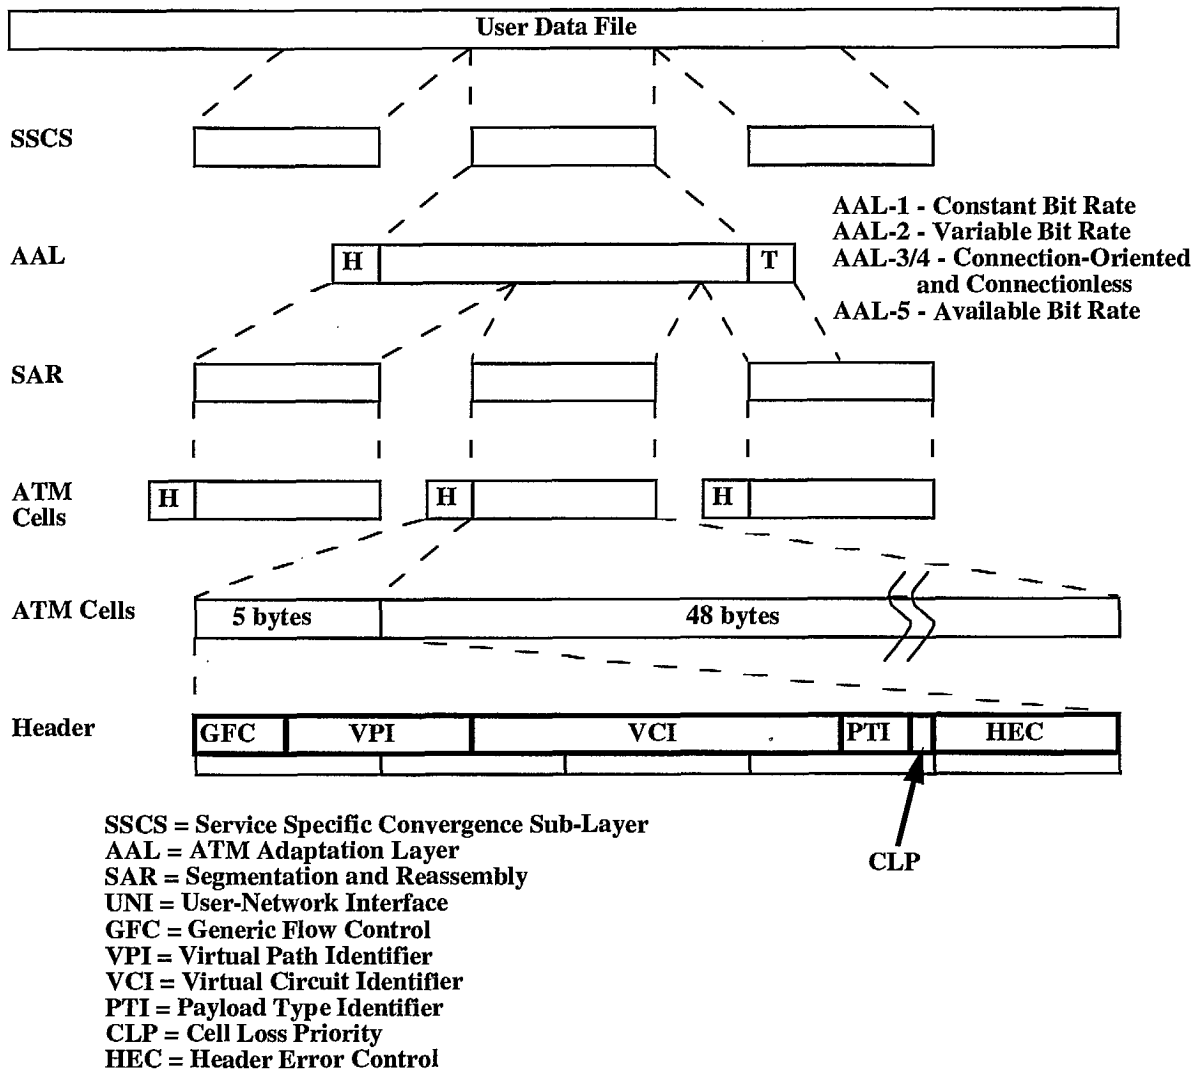 User Data File
SSCS
AAL-1 - Constant Bit Rate
AAL-2 - Variable Bit Rate
AAL
H
T
AAL-3/4 - Connection-Oriented
and Connectionless
AAL-5 - Available Bit Rate
SAR
ATM
Cells
H
H
H
ATM Cells
5 bytes
48 bytes
Header
GFC
VPI
VCI
PTI
HEC
CLP
SSCS = Service Specific Convergence Sub-Layer
AAL = ATM Adaptation Layer
SAR = Segmentation and Reassembly
UNI = User-Network Interface
GFC = Generic Flow Control
VPI = Virtual Path Identifier
VCI = Virtual Circuit Identifier
PTI = Payload Type Identifier
CLP = Cell Loss Priority
HEC = Header Error Control